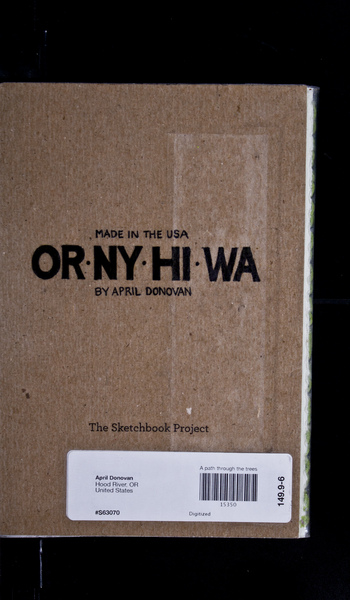 MADE IN THE USA
OR·NY·HI·WA
BY APRIL DONOVAN
The Sketchbook Project
A path through the trees
April Donovan
Hood River, OR
United States
15350
149.9-6
#S63070
Digitized